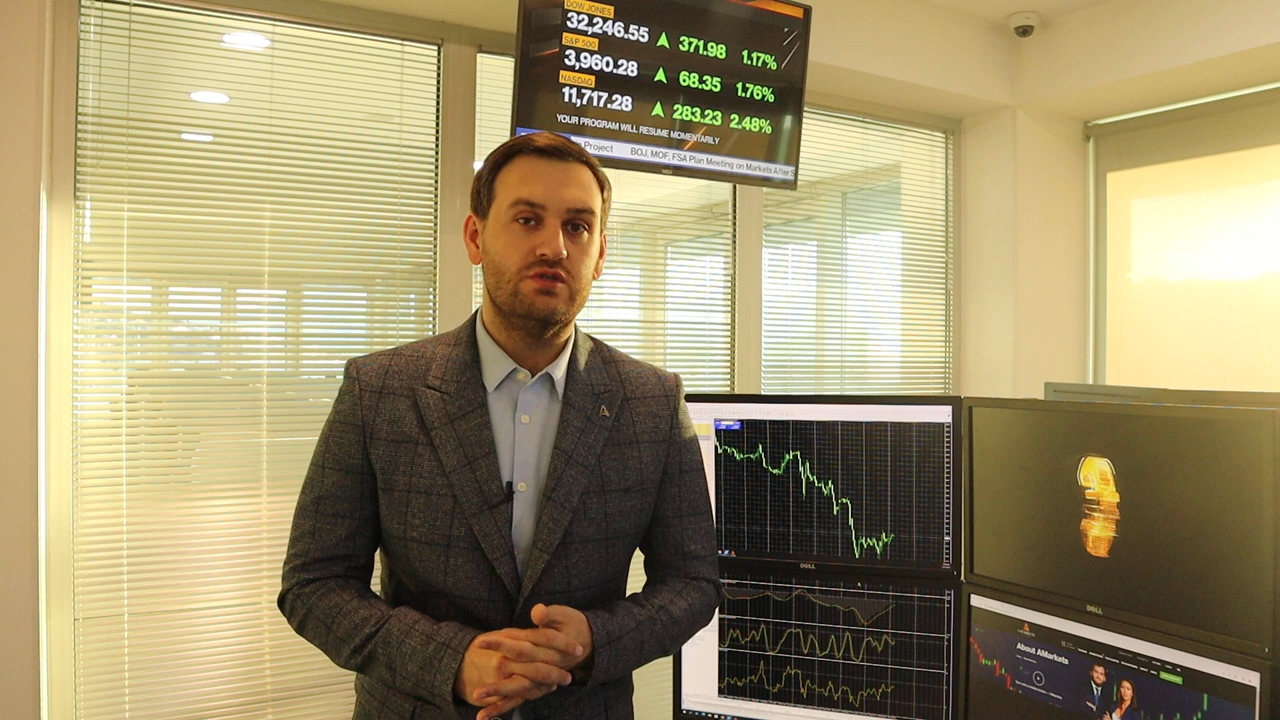 DOW JONES
32,246.55 371.98 1.17%
S&P 500
3,960.28 68.35 1.76%
NASDAQ
11,717.28 283.23 2.48%
YOUR PROGRAM WILL RESUME MOMENTARILY
Project BOJ, MOF, FSA Plan Meeting on Markets After S
DELL
DELL
About AMarkets